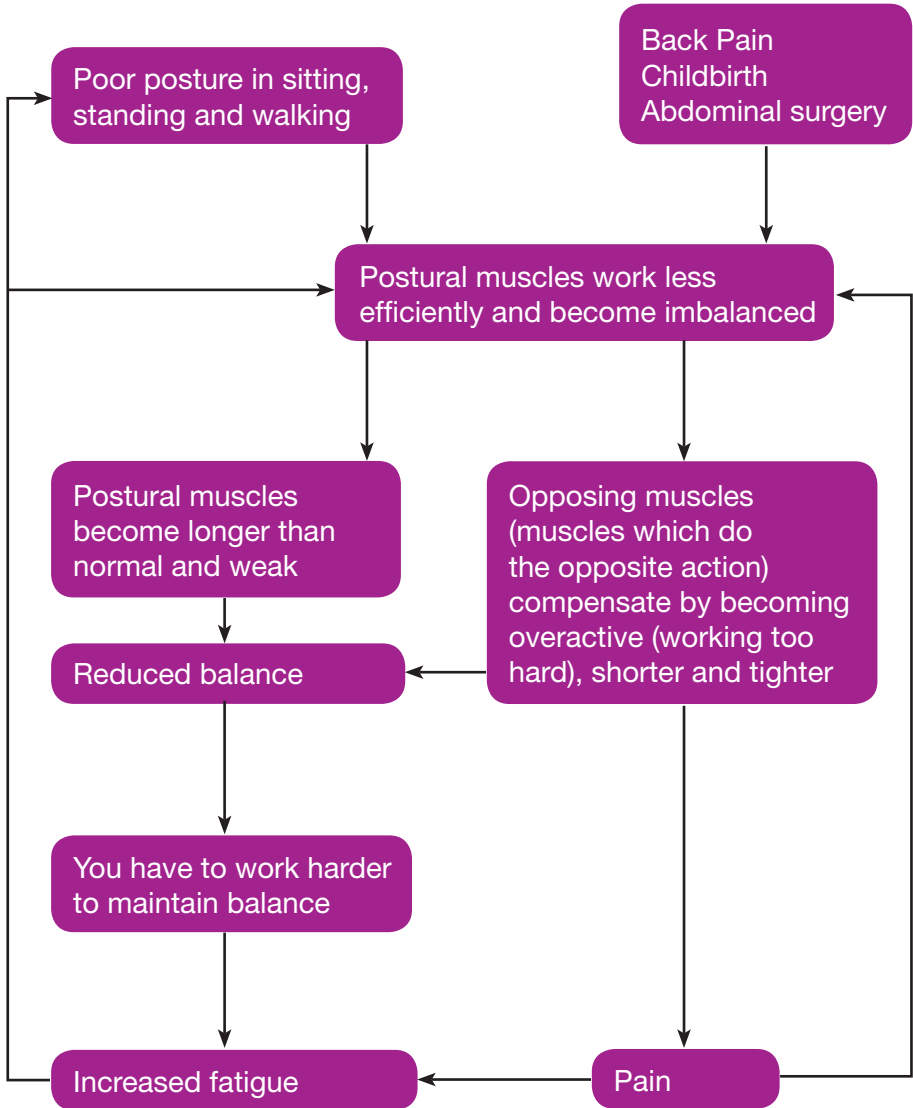 Poor posture in sitting,
standing and walking
Back Pain
Childbirth
Abdominal surgery
Postural muscles work less
efficiently and become imbalanced
Postural muscles
become longer than
normal and weak
Opposing muscles
(muscles which do
the opposite action)
compensate by becoming
overactive (working too
hard), shorter and tighter
Reduced balance
You have to work harder
to maintain balance
Increased fatigue
Pain